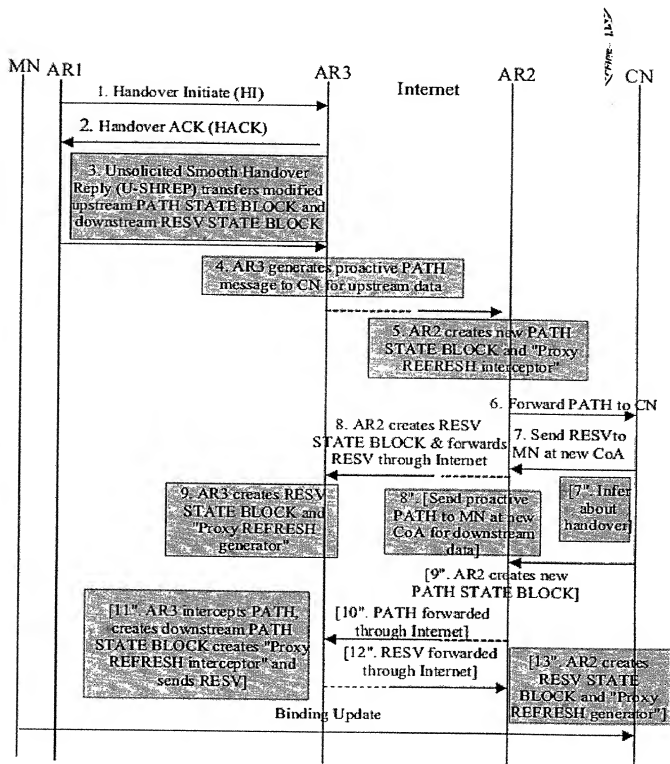 MN AR1 AR3 Internet AR2 CN
1. Handover Initiate (HI)
2. Handover ACK (HACK)
3. Unsolicited Smooth Handover
Reply (U-SHREP) transfers modified
upstream PATH STATE BLOCK and
downstream RESV STATE BLOCK
4. AR3 generates proactive PATH
message to CN for upstream data
5. AR2 creates new PATH
STATE BLOCK and "Proxy
REFRESH interceptor"
6. Forward PATH to CN
7. Send RESV to
MN at new CoA
8. AR2 creates RESV
STATE BLOCK & forwards
RESV through Internet
[7". Infer
about
handover]
9. AR3 creates RESV
STATE BLOCK and
"Proxy REFRESH
generator"
8". [Send proactive
PATH to MN at new
CoA for downstream
data]
[9". AR2 creates new
PATH STATE BLOCK]
[10". PATH forwarded
through Internet]
[11". AR3 intercepts PATH,
creates downstream PATH
STATE BLOCK creates "Proxy
REFRESH interceptor" and
sends RESV]
[12". RESV forwarded
through Internet]
[13". AR2 creates
RESV STATE
BLOCK and "Proxy
REFRESH generator"]
Binding Update